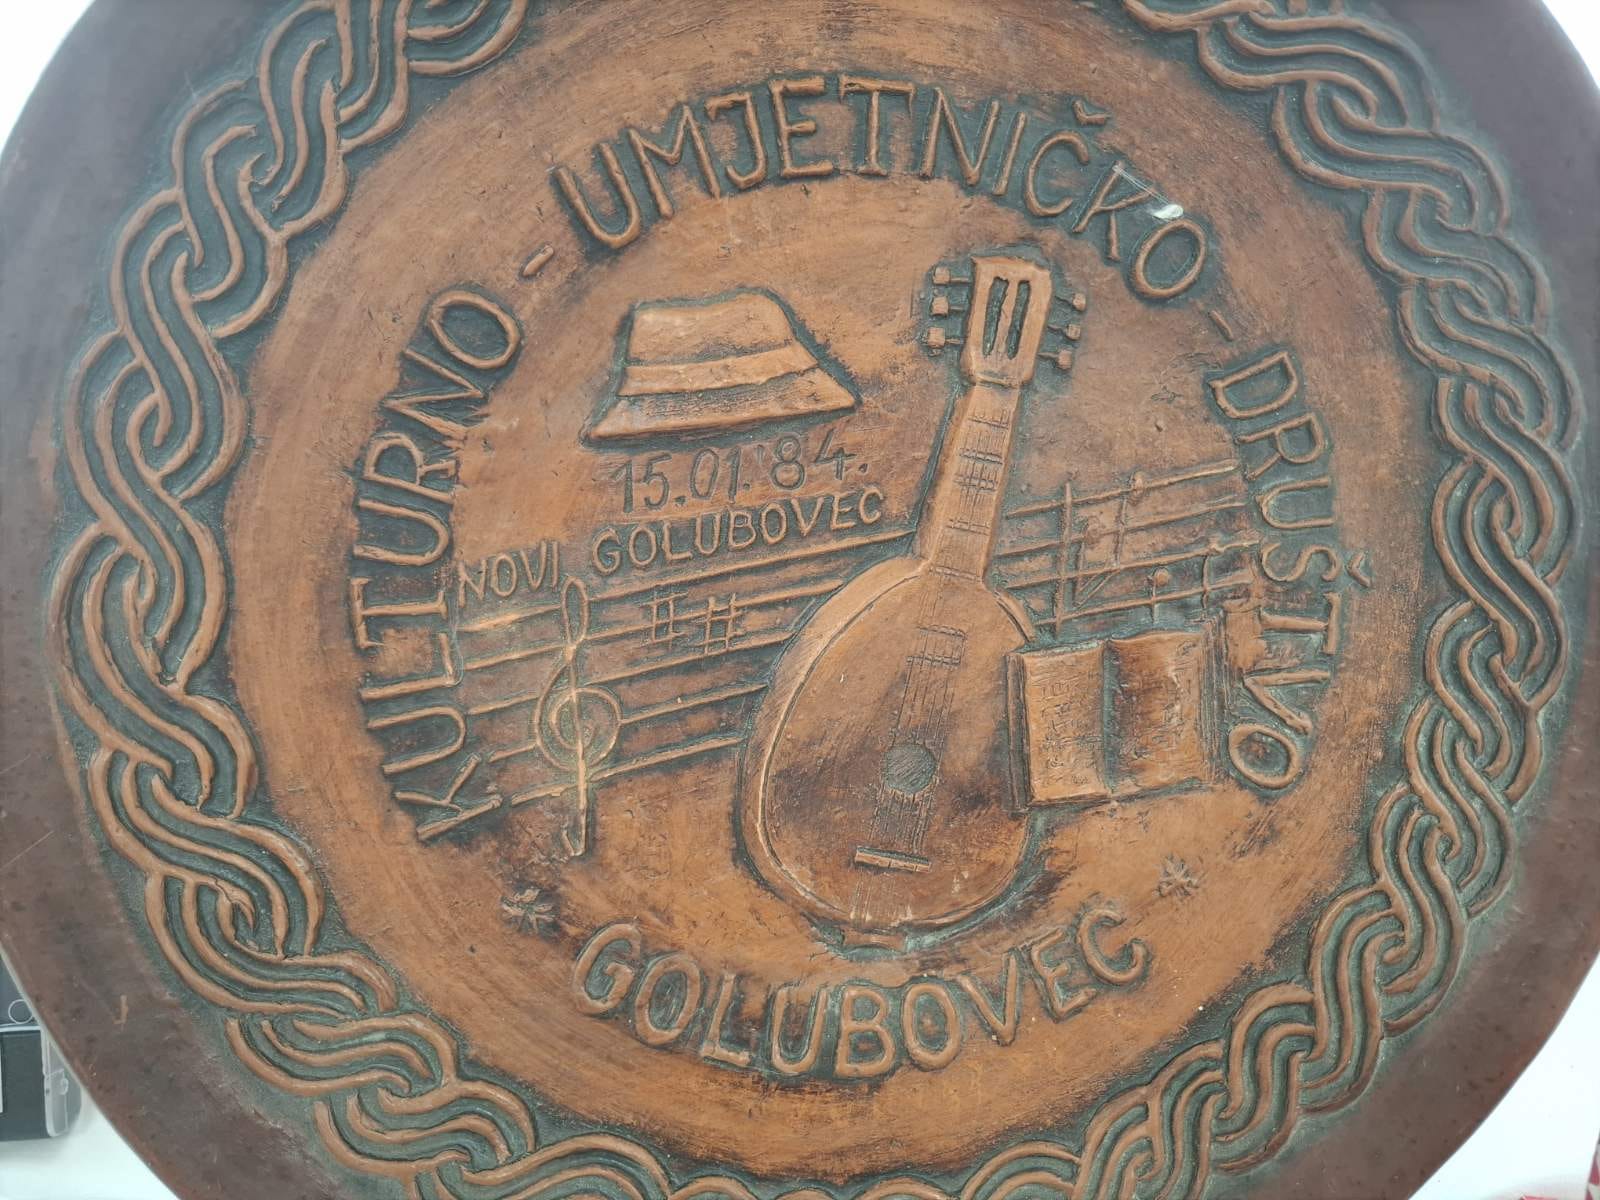 KULTURNO - UMJETNIČKO - DRUŠTVO
15.01.'84.
NOVI GOLUBOVEC
GOLUBOVEC